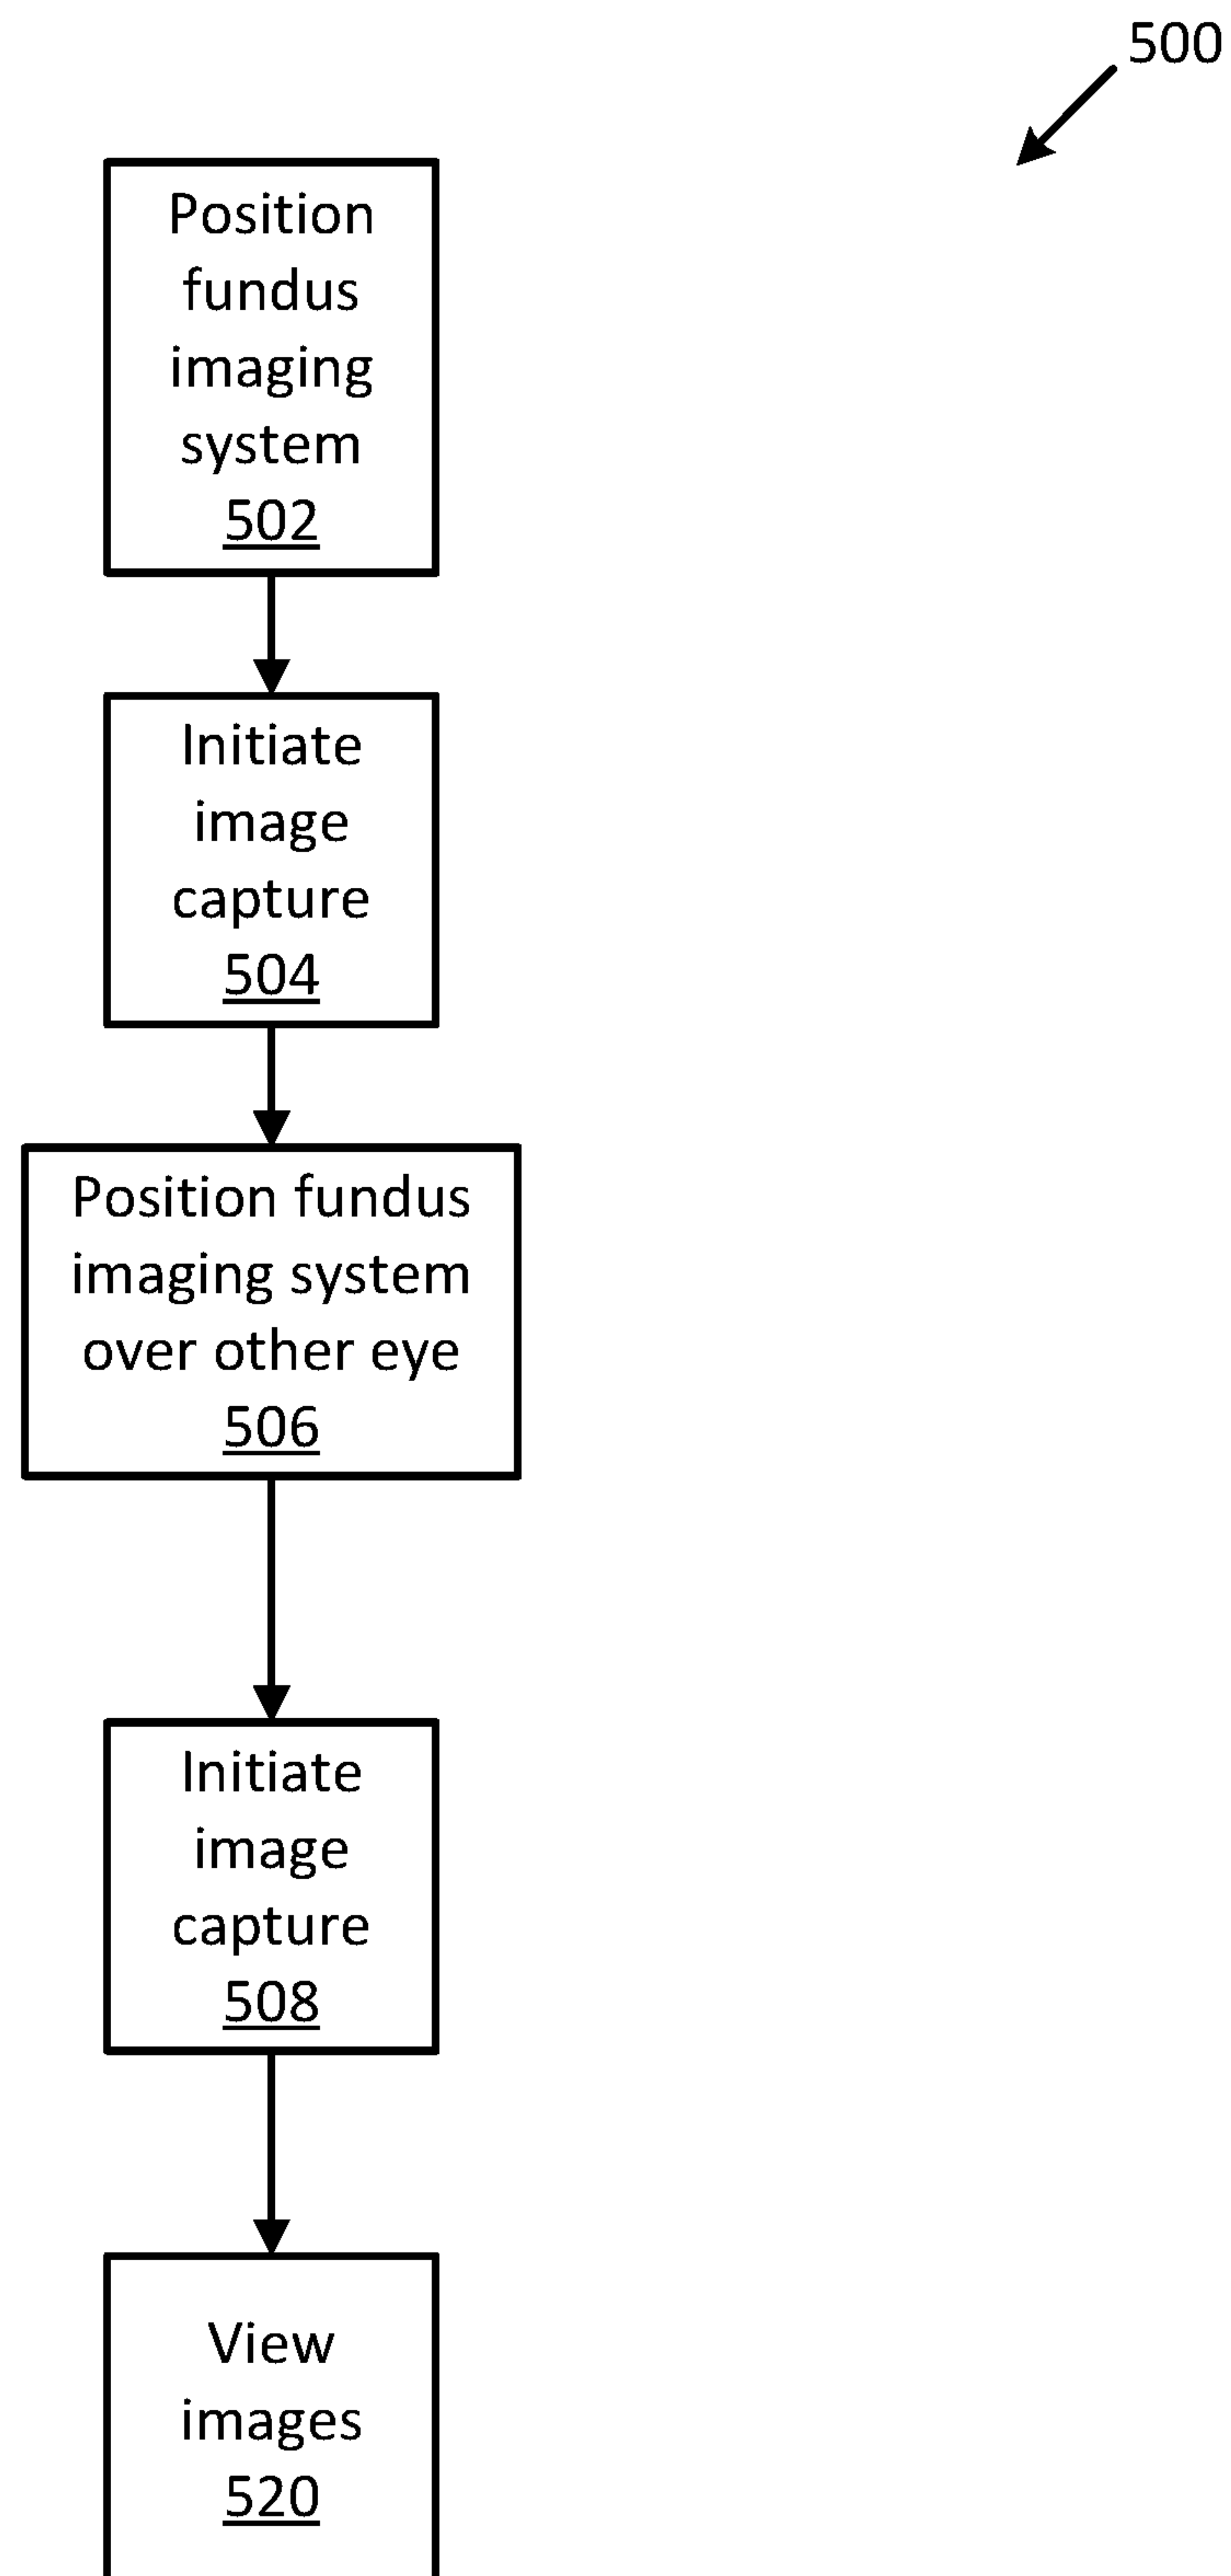 500
Position
fundus
imaging
system
502
Initiate
image
capture
504
Position fundus
imaging system
over other eye
506
Initiate
image
capture
508
View
images
520